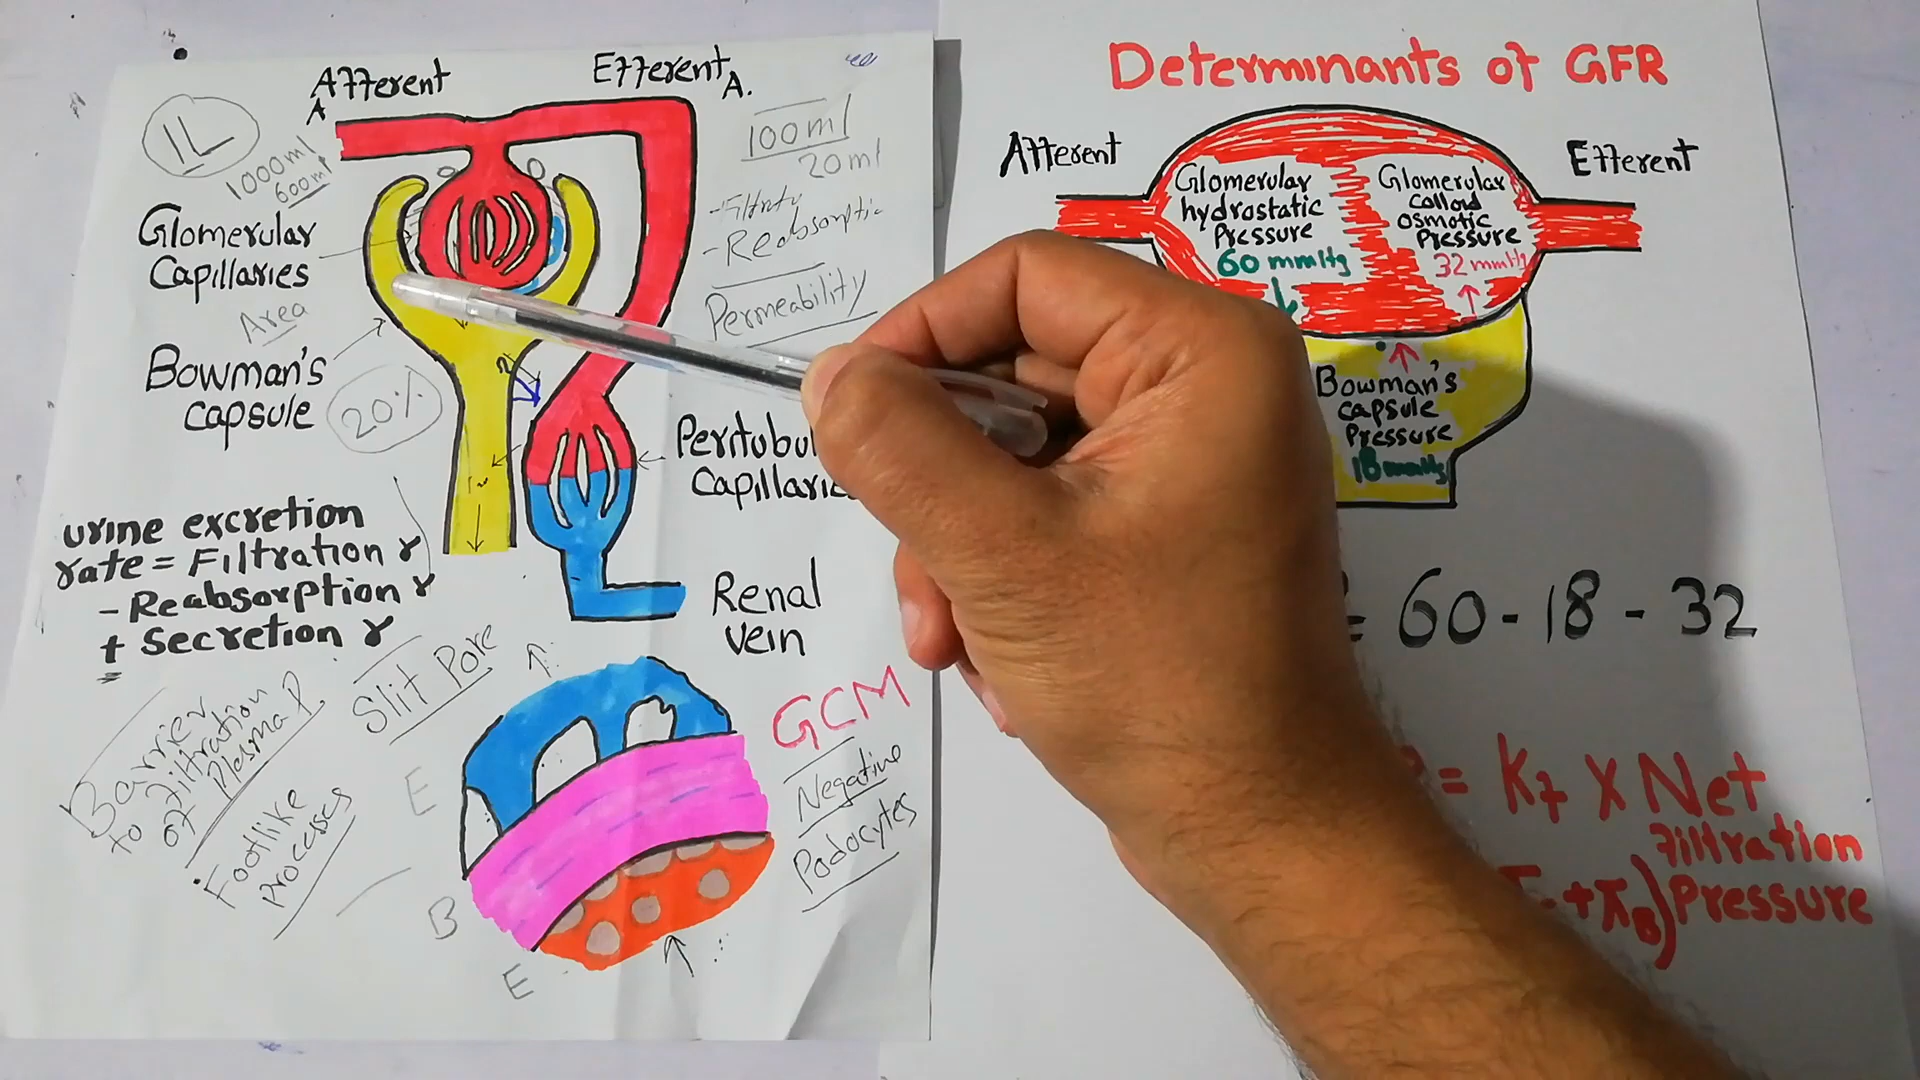 Afferent
A
Efferent
A.
1L
1000ml
600ml
100ml
20ml
- Reabsorptio
Permeability
Glomerular
Capillaries
Area
Bowman's
capsule
20%
Peritubul
Capillarie
urine excretion
rate = Filtration r
- Reabsorption r
+ Secretion r
=
Renal
vein
Slit Pore
Barrier
to filtration
of Plasma P.
Footlike
processes
E
B
E
GCM
Negative
Podocytes
Determinants of GFR
Afferent
Efferent
Glomerular
hydrostatic
Pressure
60 mmHg
Glomerular
colloid
osmotic
Pressure
32 mmHg
Bowman's
capsule
Pressure
18 mmHg
= 60 - 18 - 32
= Kf X Net
filtration
Pressure
+πB)